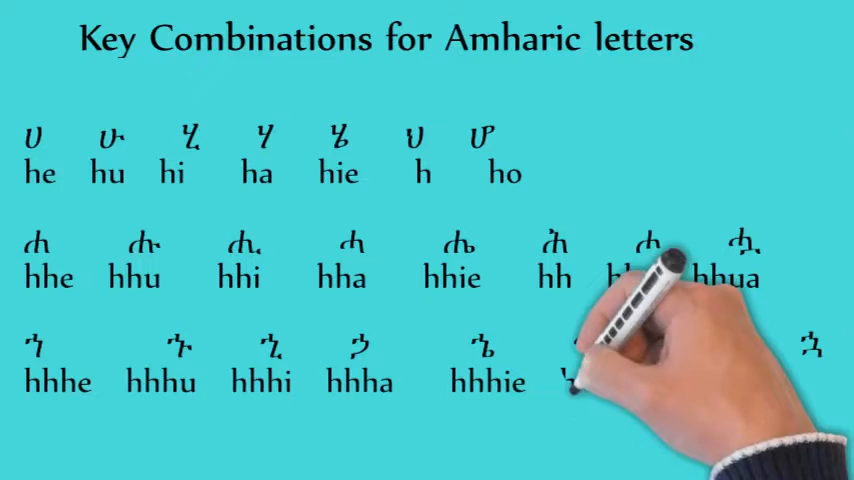 Key Combinations for Amharic letters
ሀ ሁ ሂ ሃ ሄ ህ ሆ
he hu hi ha hie h ho
ሐ ሑ ሒ ሓ ሔ ሕ ሖ ሗ
hhe hhu hhi hha hhie hh hhua
ኀ ኁ ኂ ኃ ኄ ኋ
hhhe hhhu hhhi hhha hhhie